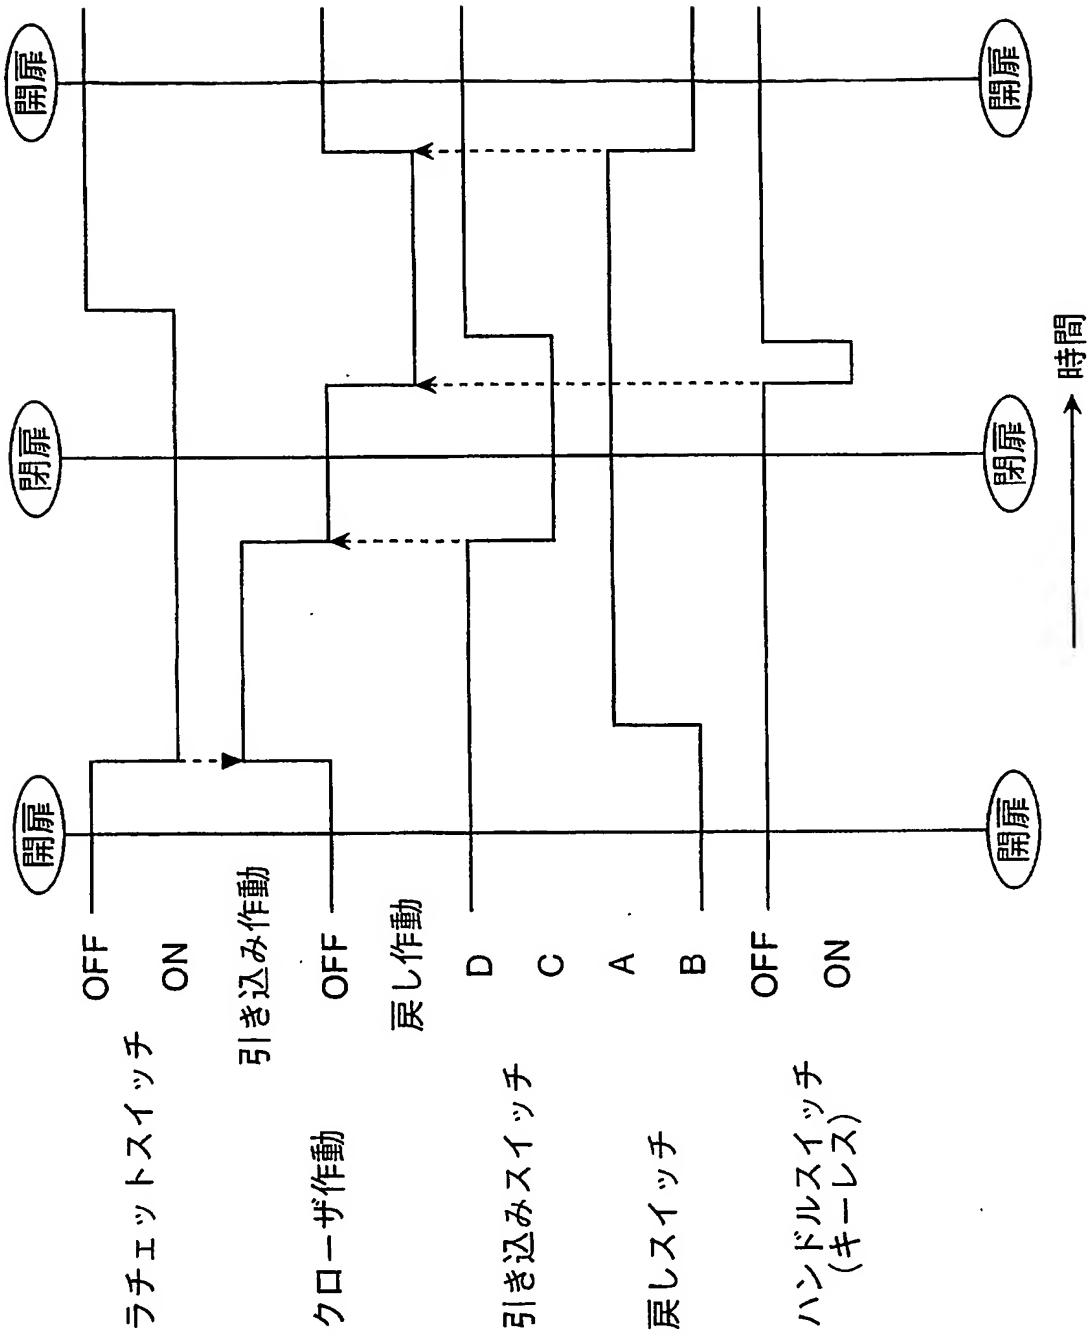 開扉
閉扉
開扉
ラチェットスイッチ
OFF
ON
クローザ作動
引き込み作動
OFF
戻し作動
引き込みスイッチ
D
C
戻しスイッチ
A
B
ハンドルスイッチ
(キーレス)
OFF
ON
開扉
閉扉
開扉
時間